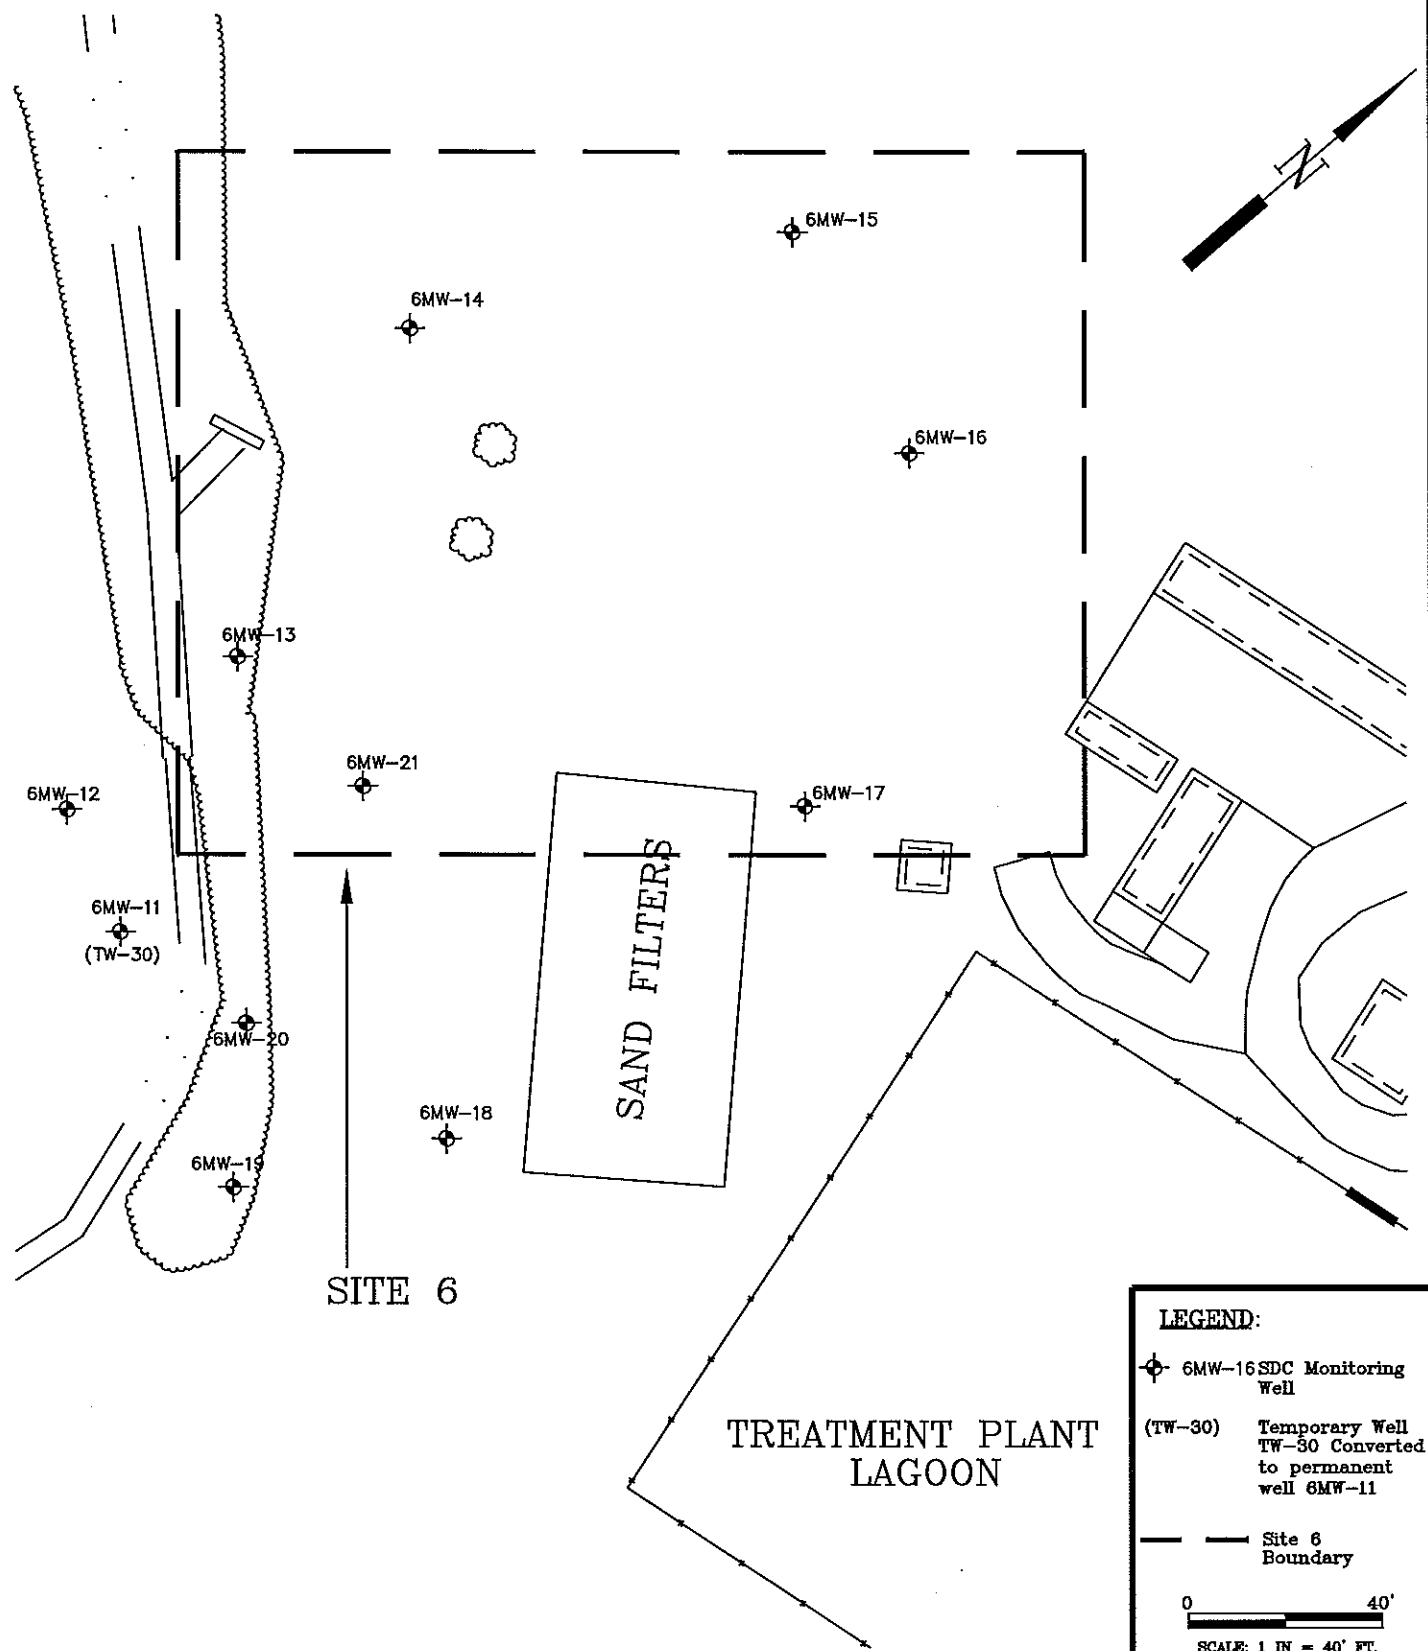 N
6MW-15
6MW-14
6MW-16
6MW-13
6MW-21
6MW-12
6MW-17
6MW-11
(TW-30)
SAND FILTERS
6MW-20
6MW-18
6MW-19
SITE 6
TREATMENT PLANT
LAGOON
LEGEND:
6MW-16 SDC Monitoring
Well
(TW-30) Temporary Well
TW-30 Converted
to permanent
well 6MW-11
Site 6
Boundary
0 40'
SCALE: 1 IN = 40' FT.